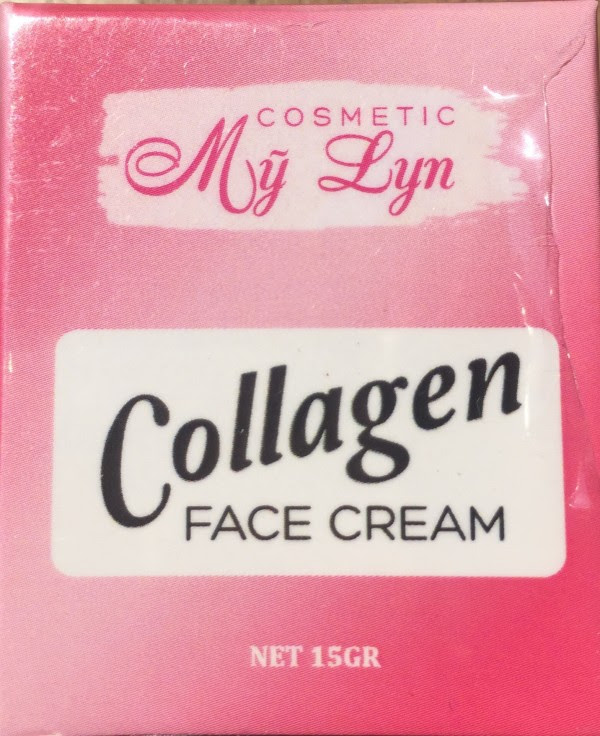 COSMETIC
Mỹ Lyn
Collagen
FACE CREAM
NET 15GR